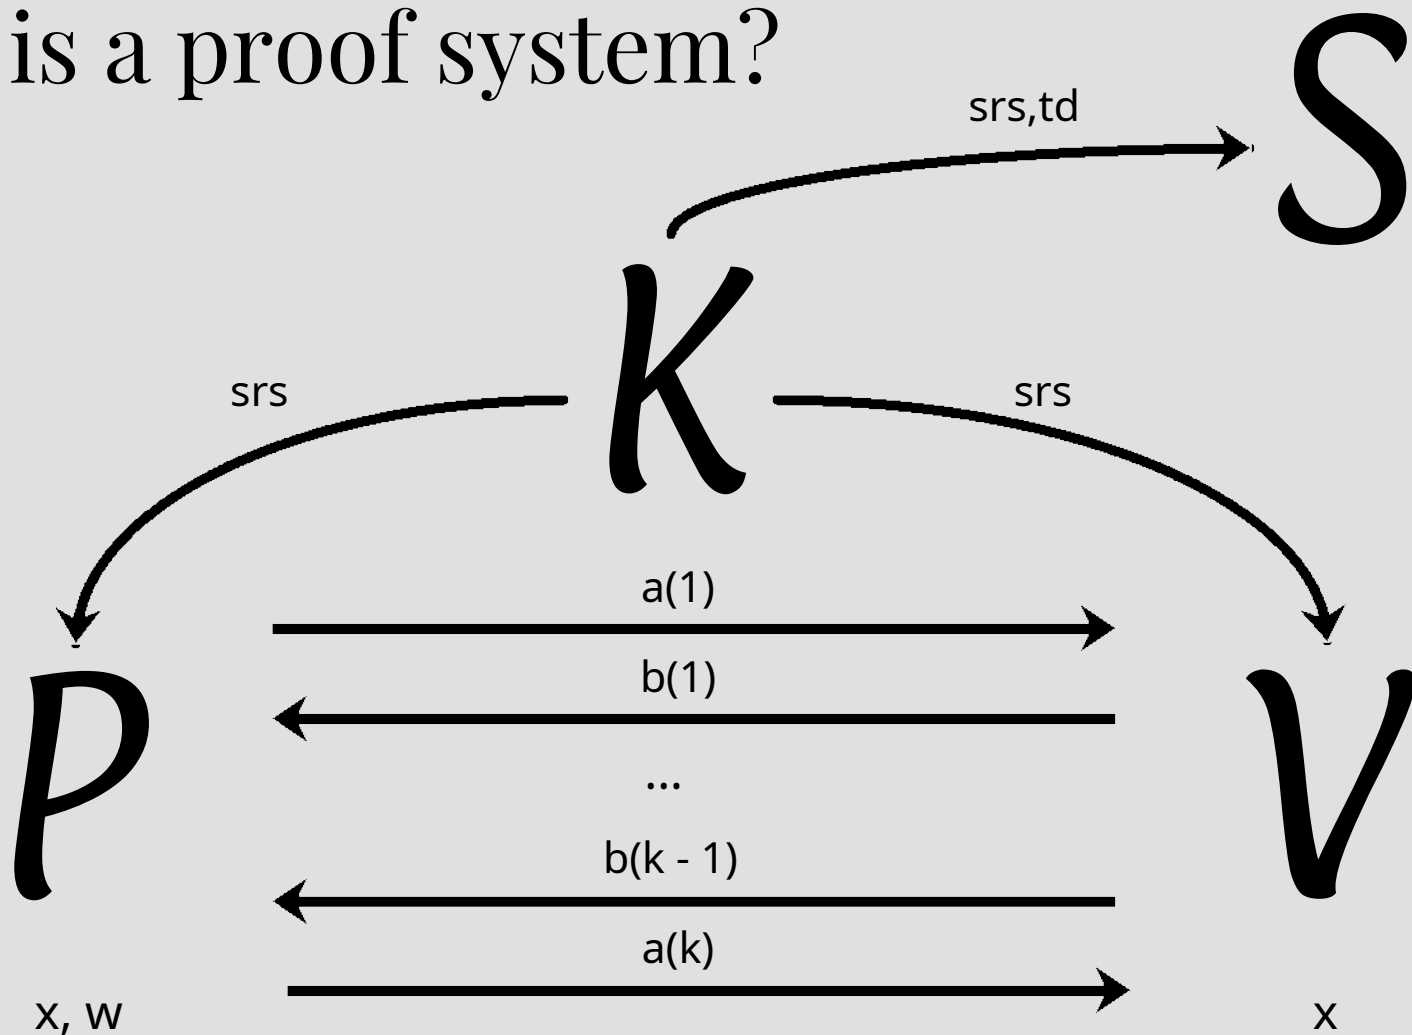 is a proof system?
srs,td
S
K
srs
srs
a(1)
b(1)
...
P
V
b(k - 1)
a(k)
x, w
x